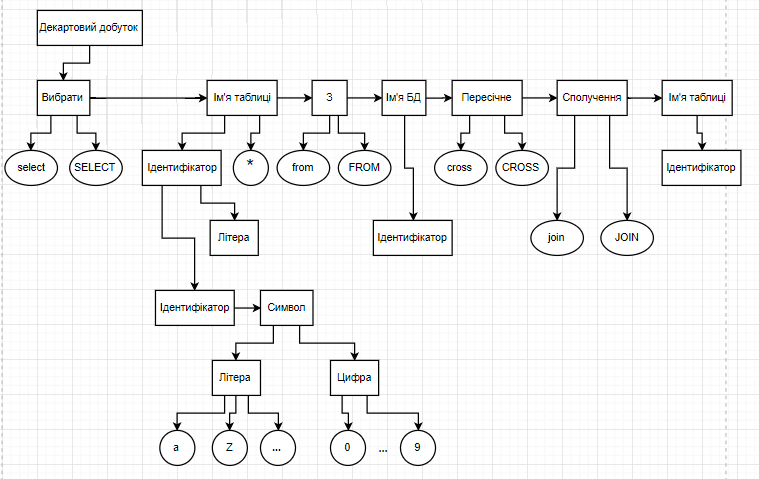 Декартовий добуток
Вибрати
Ім'я таблиці
З
Ім'я БД
Пересічне
Сполучення
Ім'я таблиці
select
SELECT
Ідентифікатор
*
from
FROM
cross
CROSS
Ідентифікатор
Літера
Ідентифікатор
join
JOIN
Ідентифікатор
Символ
Літера
Цифра
a
Z
...
0
...
9